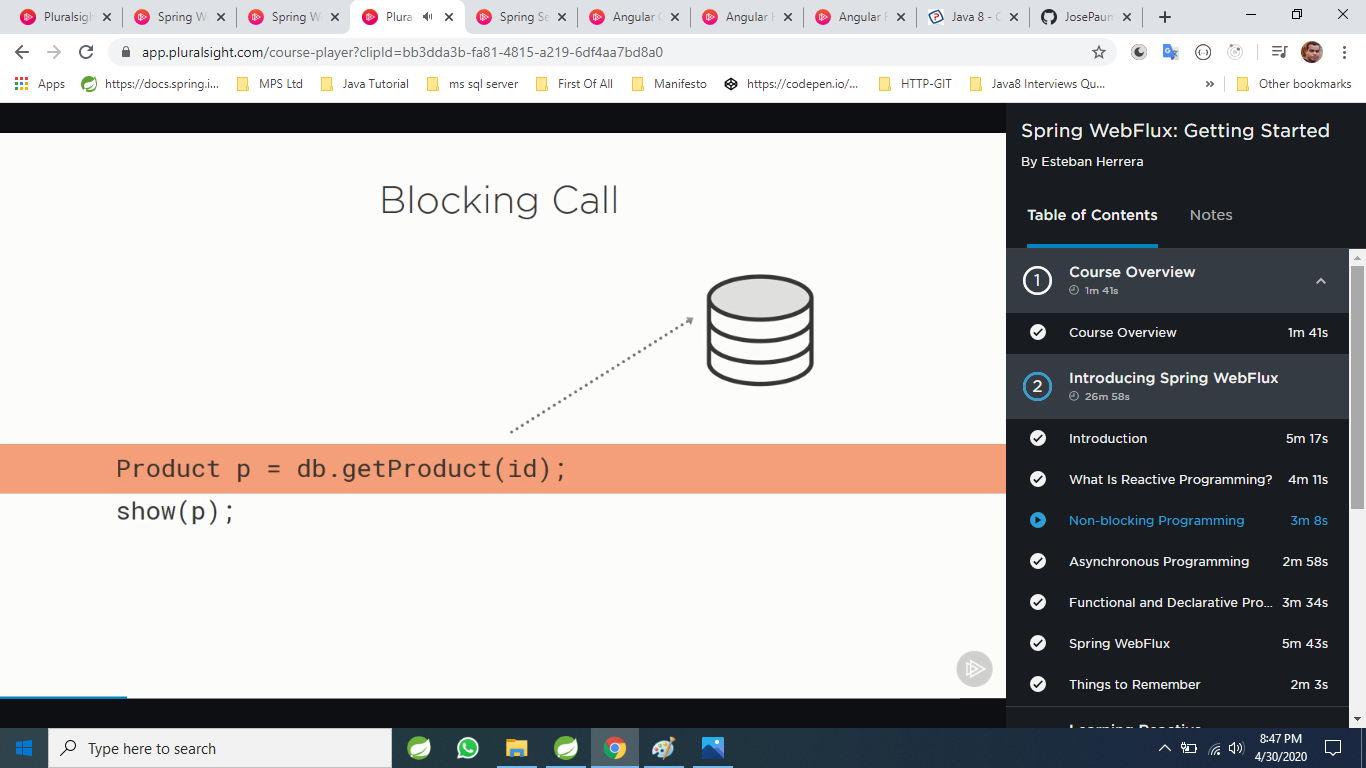 Pluralsigh
Spring W
Spring W
Plura
Spring Se
Angular
Angular
Angular
Java 8 -
JosePaun
app.pluralsight.com/course-player?clipId=bb3dda3b-fa81-4815-a219-6df4aa7bd8a0
Apps
https://docs.spring.i...
MPS Ltd
Java Tutorial
ms sql server
First Of All
Manifesto
https://codepen.io/...
HTTP-GIT
Java8 Interviews Qu...
»
Other bookmarks
Blocking Call
Product p = db.getProduct(id);
show(p);
Spring WebFlux: Getting Started
By Esteban Herrera
Table of Contents Notes
1 Course Overview
1m 41s
Course Overview 1m 41s
2 Introducing Spring WebFlux
26m 58s
Introduction 5m 17s
What Is Reactive Programming? 4m 11s
Non-blocking Programming 3m 8s
Asynchronous Programming 2m 58s
Functional and Declarative Pro... 3m 34s
Spring WebFlux 5m 43s
Things to Remember 2m 3s
Learning Reactive
Type here to search
8:47 PM
4/30/2020